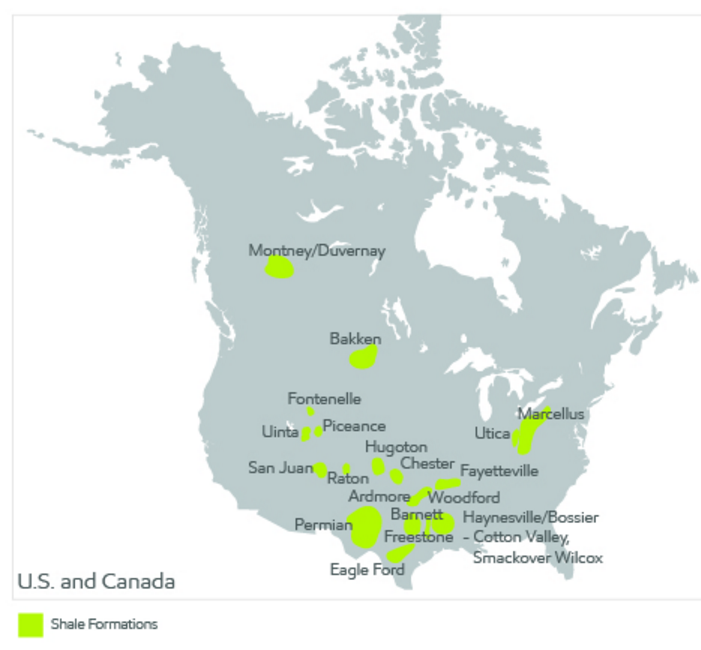 Montney/Duvernay
Bakken
Fontenelle
Uinta
Piceance
Marcellus
Utica
Hugoton
San Juan
Raton
Chester
Fayetteville
Ardmore
Woodford
Permian
Barnett
Haynesville/Bossier
Freestone
- Cotton Valley,
Smackover Wilcox
Eagle Ford
U.S. and Canada
Shale Formations